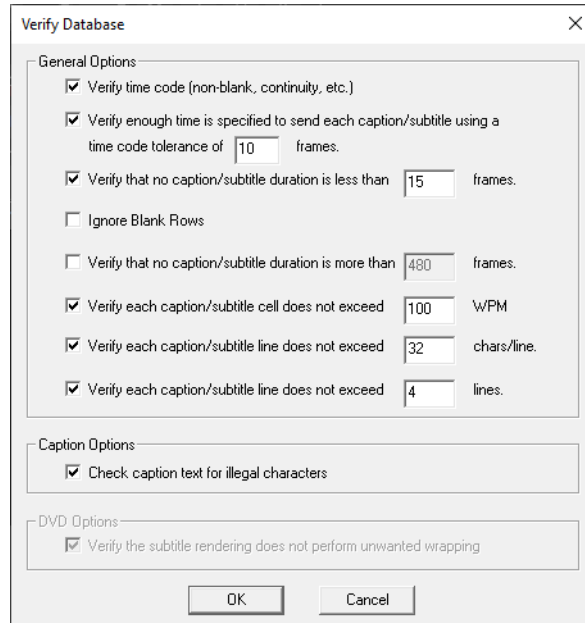 Verify Database
General Options
Verify time code (non-blank, continuity, etc.)
Verify enough time is specified to send each caption/subtitle using a
time code tolerance of 10 frames.
Verify that no caption/subtitle duration is less than 15 frames.
Ignore Blank Rows
Verify that no caption/subtitle duration is more than 480 frames.
Verify each caption/subtitle cell does not exceed 100 WPM
Verify each caption/subtitle line does not exceed 32 chars/line.
Verify each caption/subtitle line does not exceed 4 lines.
Caption Options
Check caption text for illegal characters
DVD Options
Verify the subtitle rendering does not perform unwanted wrapping
OK Cancel